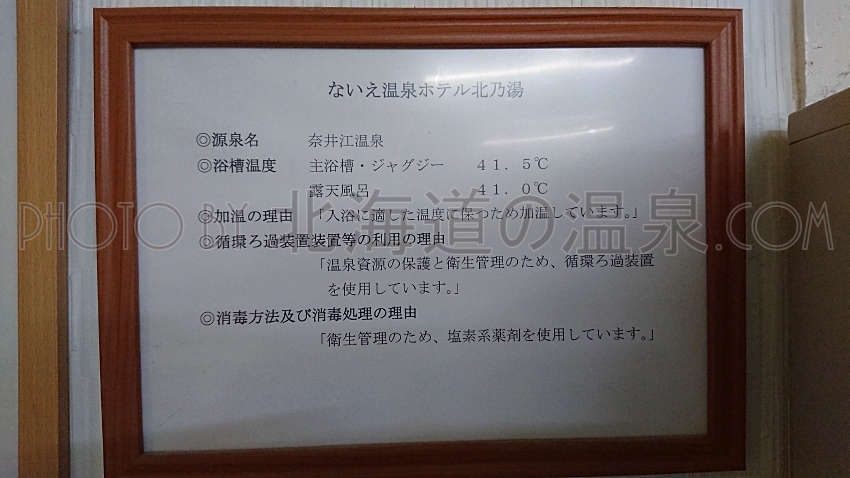 ないえ温泉ホテル北乃湯
◎源泉名　　奈井江温泉
◎浴槽温度　　主浴槽・ジャグジー　　４１．５℃
露天風呂　　４１．０℃
◎加温の理由　「入浴に適した温度に保つため加温しています。」
◎循環ろ過装置装置等の利用の理由
「温泉資源の保護と衛生管理のため、循環ろ過装置
を使用しています。」
◎消毒方法及び消毒処理の理由
「衛生管理のため、塩素系薬剤を使用しています。」
PHOTO BY 北海道の温泉.COM